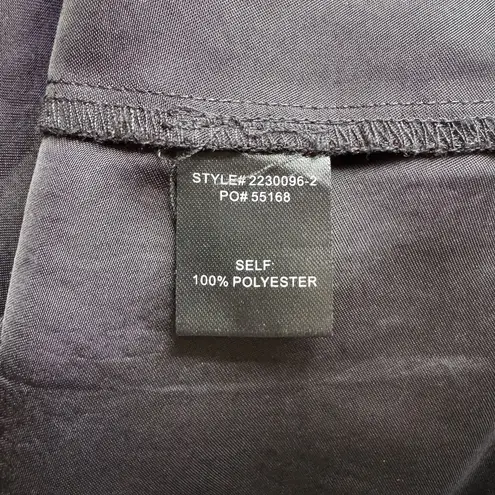 STYLE# 2230096-2
PO# 55168
SELF:
100% POLYESTER